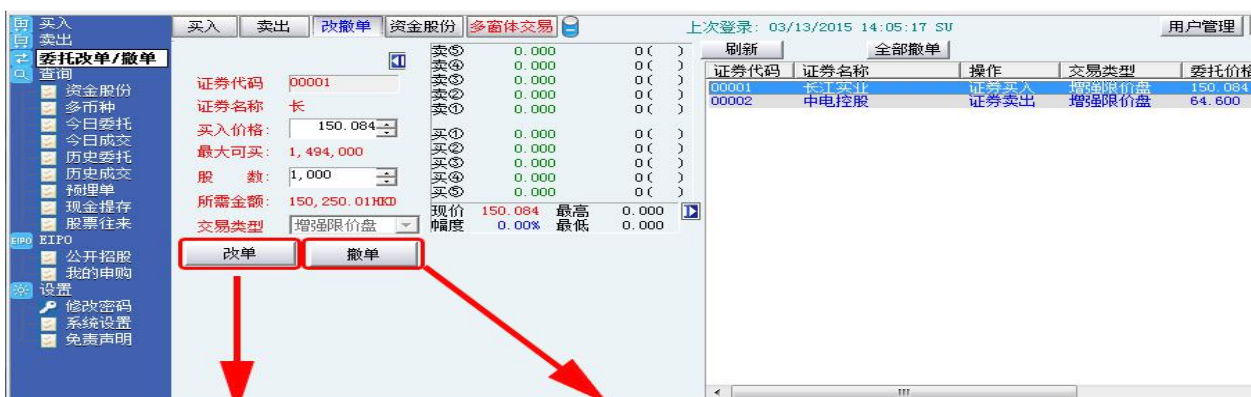 买入
卖出
委托改单/撤单
查询
资金股份
多币种
今日委托
今日成交
历史委托
历史成交
预埋单
现金提存
股票往来
EIPO EIPO
公开招股
我的申购
设置
修改密码
系统设置
免责声明
买入 卖出 改撤单 资金股份 多窗体交易 上次登录: 03/13/2015 14:05:17 SU 用户管理
证券代码 00001
证券名称 长
买入价格: 150.084
最大可买: 1,494,000
股 数: 1,000
所需金额: 150,250.01HKD
交易类型 增强限价盘
改单 撤单
卖⑤ 0.000 0( )
卖④ 0.000 0( )
卖③ 0.000 0( )
卖② 0.000 0( )
卖① 0.000 0( )
买① 0.000 0( )
买② 0.000 0( )
买③ 0.000 0( )
买④ 0.000 0( )
买⑤ 0.000 0( )
现价 150.084 最高 0.000
幅度 0.00% 最低 0.000
刷新 全部撤单
证券代码 证券名称 操作 交易类型 委托价格
00001 长江实业 证券买入 增强限价盘 150.084
00002 中电控股 证券卖出 增强限价盘 64.600